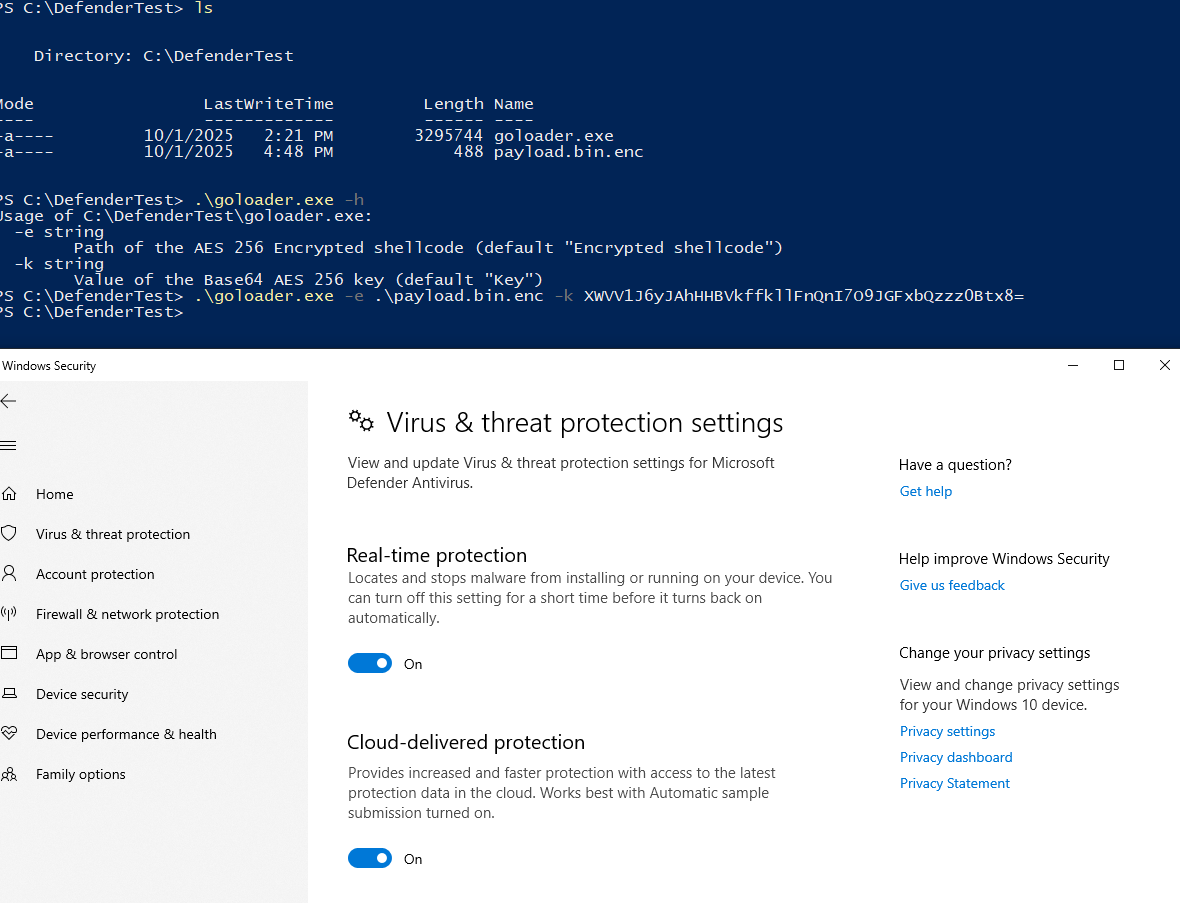 PS C:\DefenderTest> ls
Directory: C:\DefenderTest
Mode LastWriteTime Length Name
---- ------------- ------ ----
-a---- 10/1/2025 2:21 PM 3295744 goloader.exe
-a---- 10/1/2025 4:48 PM 488 payload.bin.enc
PS C:\DefenderTest> .\goloader.exe -h
Usage of C:\DefenderTest\goloader.exe:
-e string
Path of the AES 256 Encrypted shellcode (default "Encrypted shellcode")
-k string
Value of the Base64 AES 256 key (default "Key")
PS C:\DefenderTest> .\goloader.exe -e .\payload.bin.enc -k XWVV1J6yJAhHHBVkffkllFnQnI7O9JGFxbQzzz0Btx8=
PS C:\DefenderTest>
Windows Security
Home
Virus & threat protection
Account protection
Firewall & network protection
App & browser control
Device security
Device performance & health
Family options
Virus & threat protection settings
View and update Virus & threat protection settings for Microsoft
Defender Antivirus.
Real-time protection
Locates and stops malware from installing or running on your device. You
can turn off this setting for a short time before it turns back on
automatically.
On
Cloud-delivered protection
Provides increased and faster protection with access to the latest
protection data in the cloud. Works best with Automatic sample
submission turned on.
On
Have a question?
Get help
Help improve Windows Security
Give us feedback
Change your privacy settings
View and change privacy settings
for your Windows 10 device.
Privacy settings
Privacy dashboard
Privacy Statement